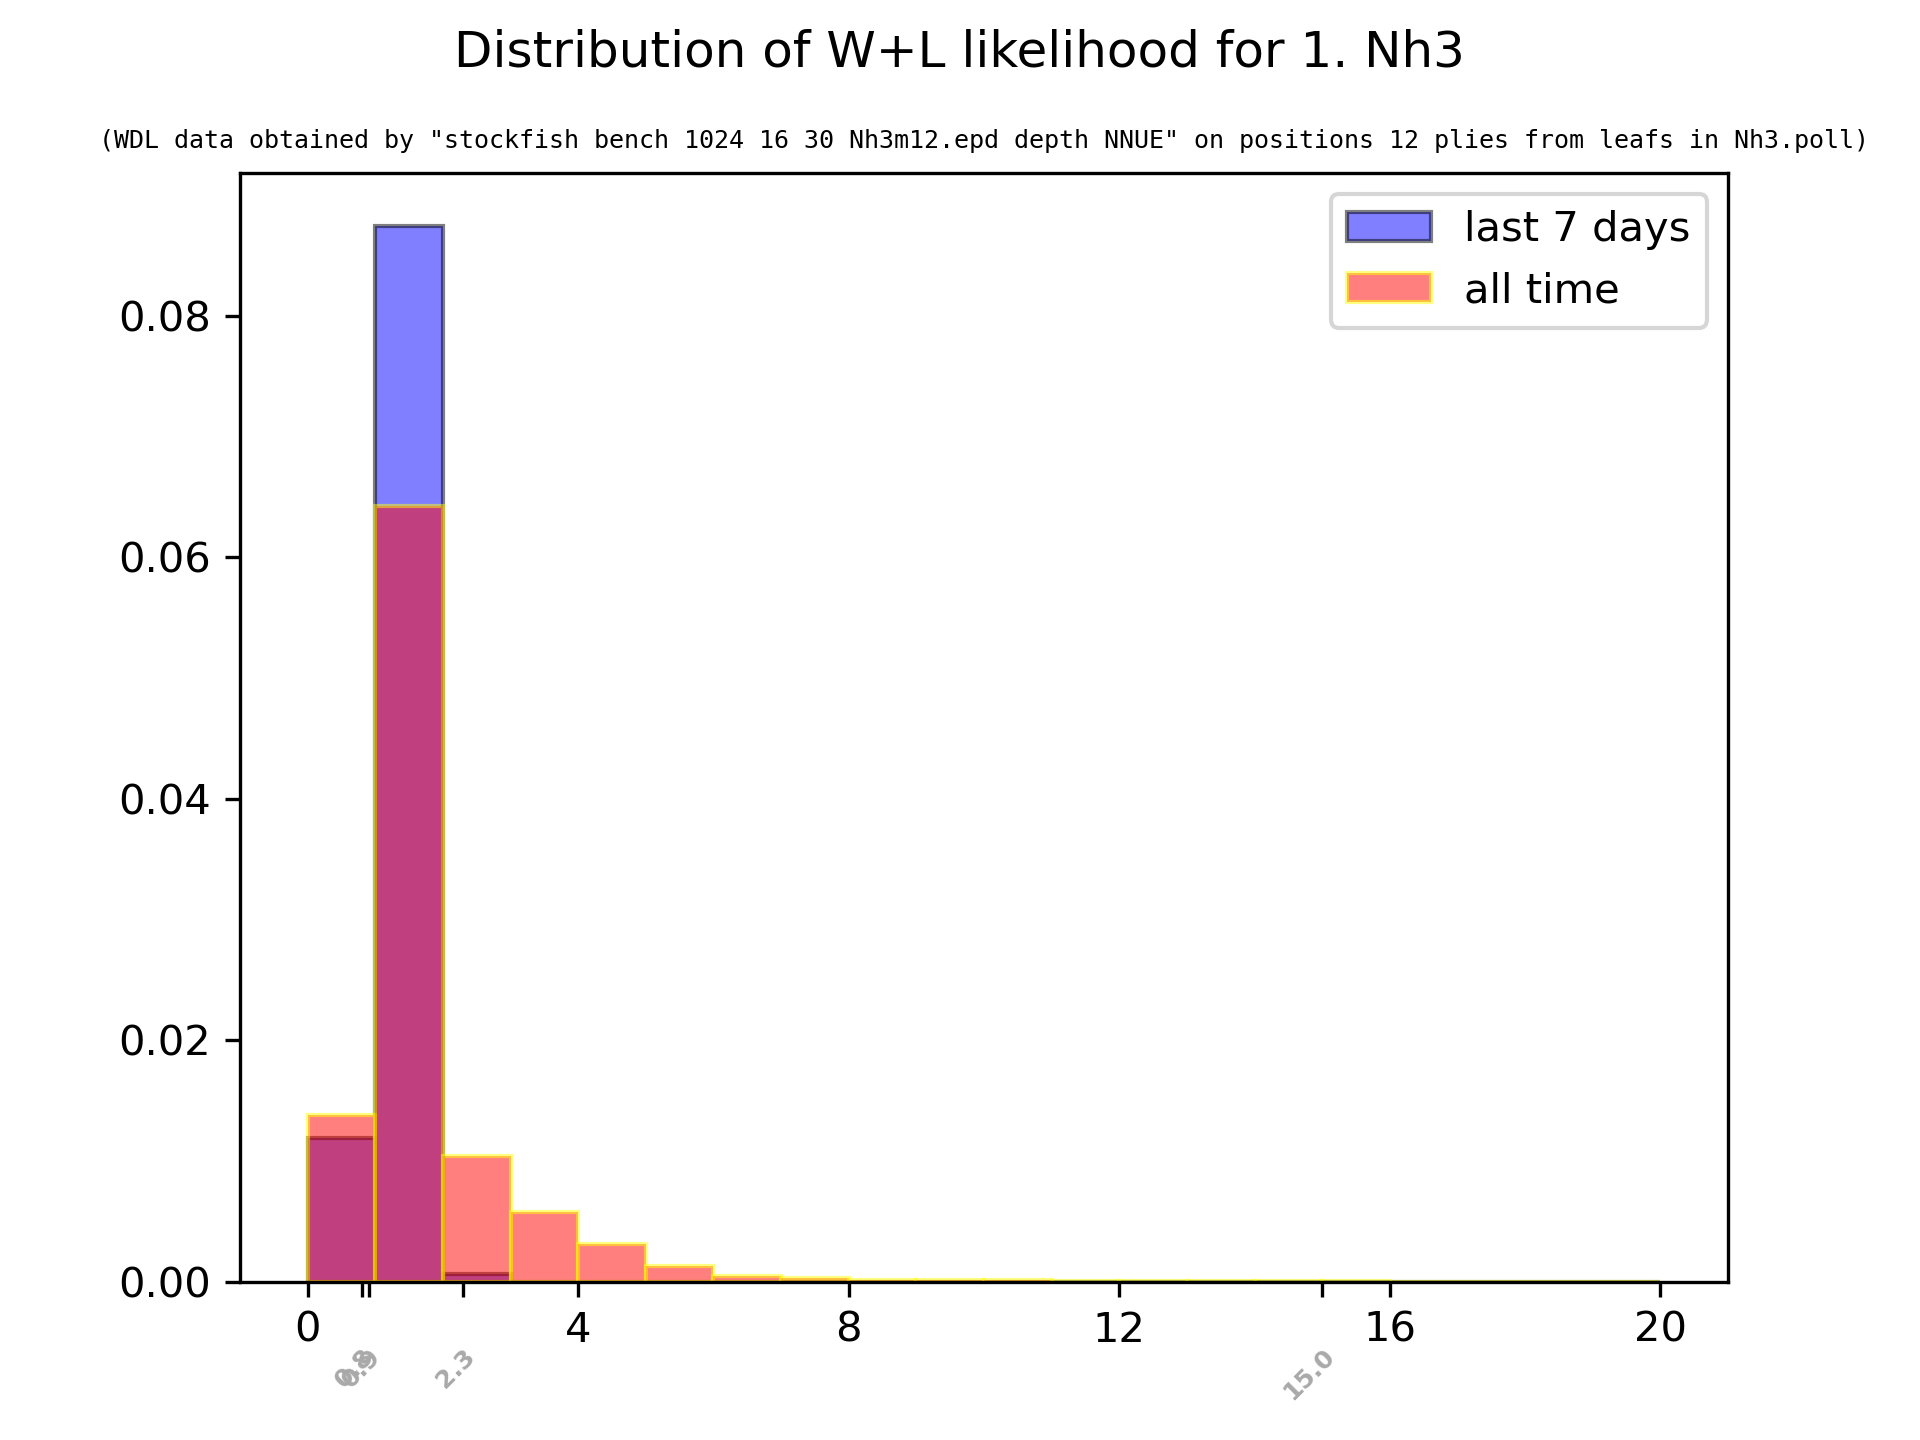 Distribution of W+L likelihood for 1. Nh3
(WDL data obtained by "stockfish bench 1024 16 30 Nh3m12.epd depth NNUE" on positions 12 plies from leafs in Nh3.poll)
last 7 days
all time
0.08
0.06
0.04
0.02
0.00
0 4 8 12 16 20
2.3 15.0